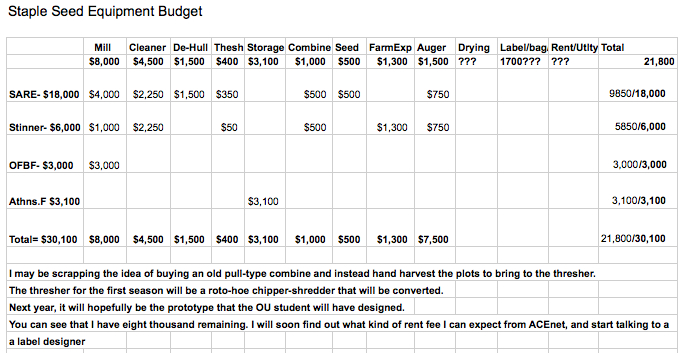 Staple Seed Equipment Budget
Mill Cleaner De-Hull Thesh Storage Combine Seed FarmExp Auger Drying Label/bag Rent/Utlty Total
$8,000 $4,500 $1,500 $400 $3,100 $1,000 $500 $1,300 $1,500 ??? 1700??? ??? 21,800
SARE- $18,000 $4,000 $2,250 $1,500 $350 $500 $500 $750 9850/18,000
Stinner- $6,000 $1,000 $2,250 $50 $500 $1,300 $750 5850/6,000
OFBF- $3,000 $3,000 3,000/3,000
Athns.F $3,100 $3,100 3,100/3,100
Total= $30,100 $8,000 $4,500 $1,500 $400 $3,100 $1,000 $500 $1,300 $7,500 21,800/30,100
I may be scrapping the idea of buying an old pull-type combine and instead hand harvest the plots to bring to the thresher.
The thresher for the first season will be a roto-hoe chipper-shredder that will be converted.
Next year, it will hopefully be the prototype that the OU student will have designed.
You can see that I have eight thousand remaining. I will soon find out what kind of rent fee I can expect from ACEnet, and start talking to a
a label designer